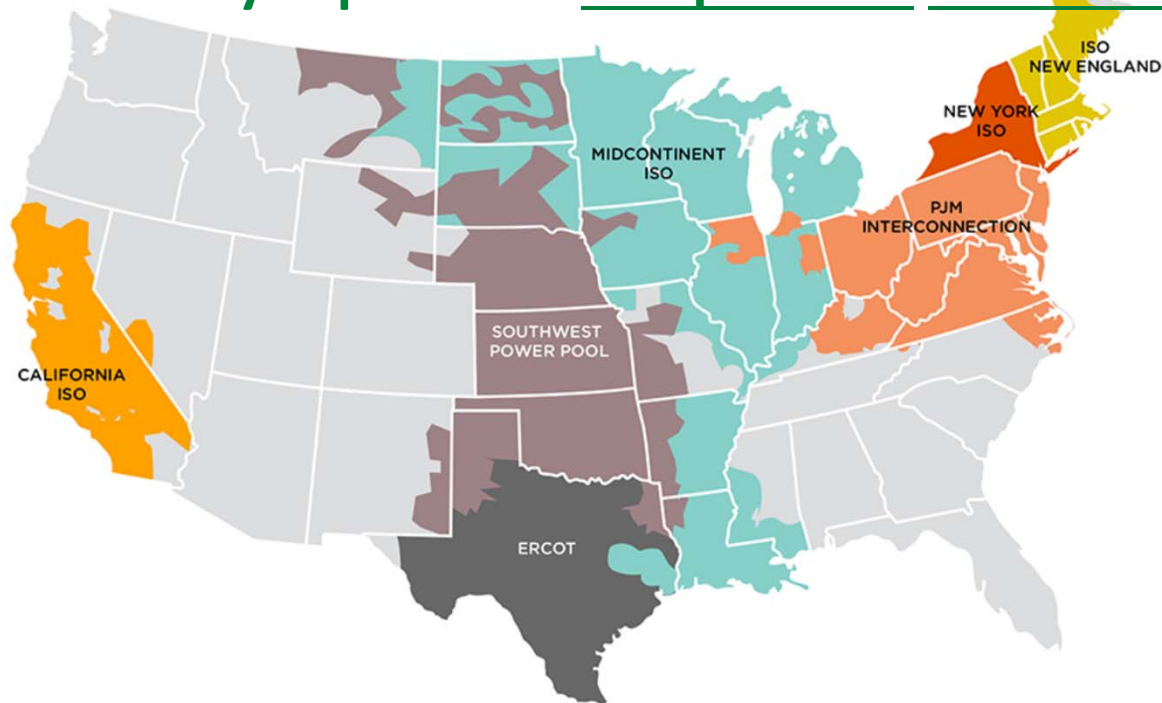 ISO
NEW ENGLAND
NEW YORK
ISO
MIDCONTINENT
ISO
PJM
INTERCONNECTION
SOUTHWEST
POWER POOL
CALIFORNIA
ISO
ERCOT